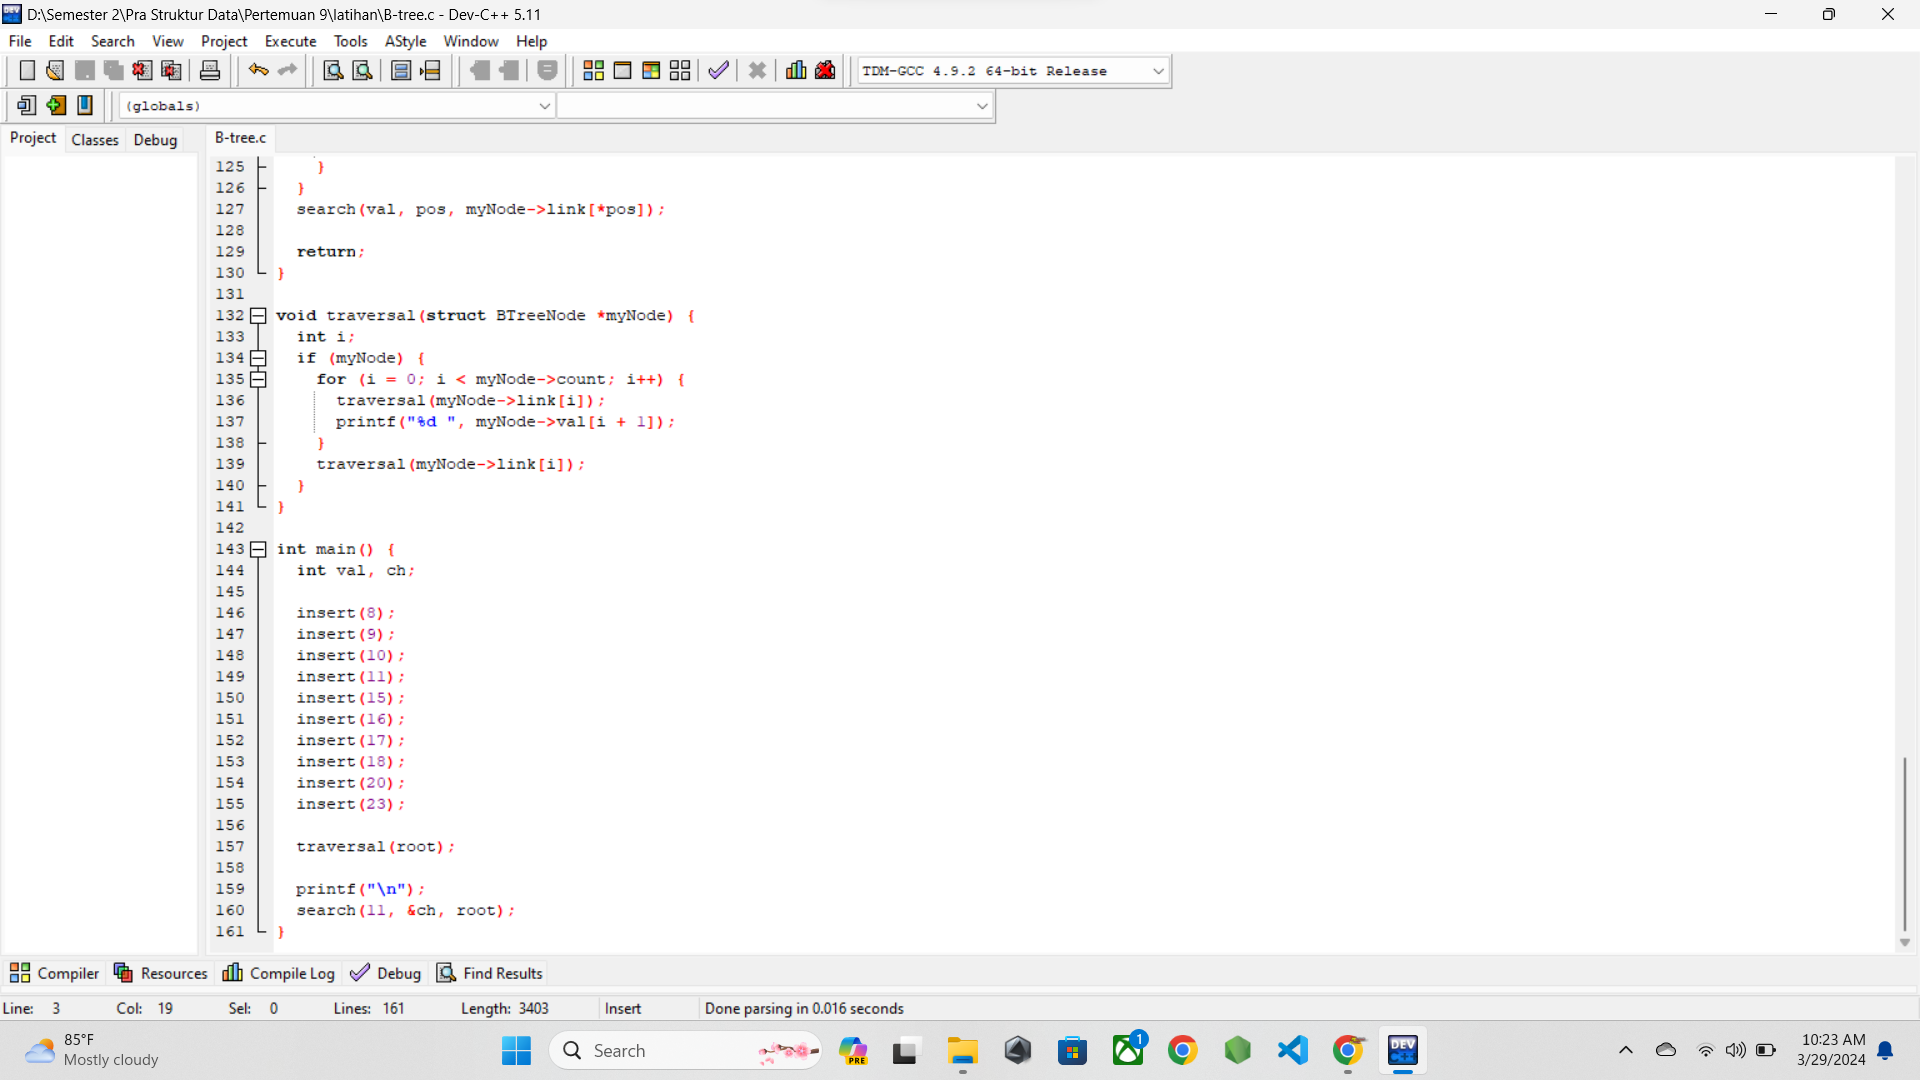 D:\Semester 2\Pra Struktur Data\Pertemuan 9\latihan\B-tree.c - Dev-C++ 5.11
File Edit Search View Project Execute Tools AStyle Window Help
TDM-GCC 4.9.2 64-bit Release
(globals)
Project Classes Debug B-tree.c
125 }
126 }
127 search(val, pos, myNode->link[*pos]);
128
129 return;
130 }
131
132 void traversal(struct BTreeNode *myNode) {
133 int i;
134 if (myNode) {
135 for (i = 0; i < myNode->count; i++) {
136 traversal(myNode->link[i]);
137 printf("%d ", myNode->val[i + 1]);
138 }
139 traversal(myNode->link[i]);
140 }
141 }
142
143 int main() {
144 int val, ch;
145
146 insert(8);
147 insert(9);
148 insert(10);
149 insert(11);
150 insert(15);
151 insert(16);
152 insert(17);
153 insert(18);
154 insert(20);
155 insert(23);
156
157 traversal(root);
158
159 printf("\n");
160 search(11, &ch, root);
161 }
Compiler Resources Compile Log Debug Find Results
Line: 3 Col: 19 Sel: 0 Lines: 161 Length: 3403 Insert Done parsing in 0.016 seconds
85°F
Mostly cloudy
Search
PRE
1
DEV C++
10:23 AM
3/29/2024